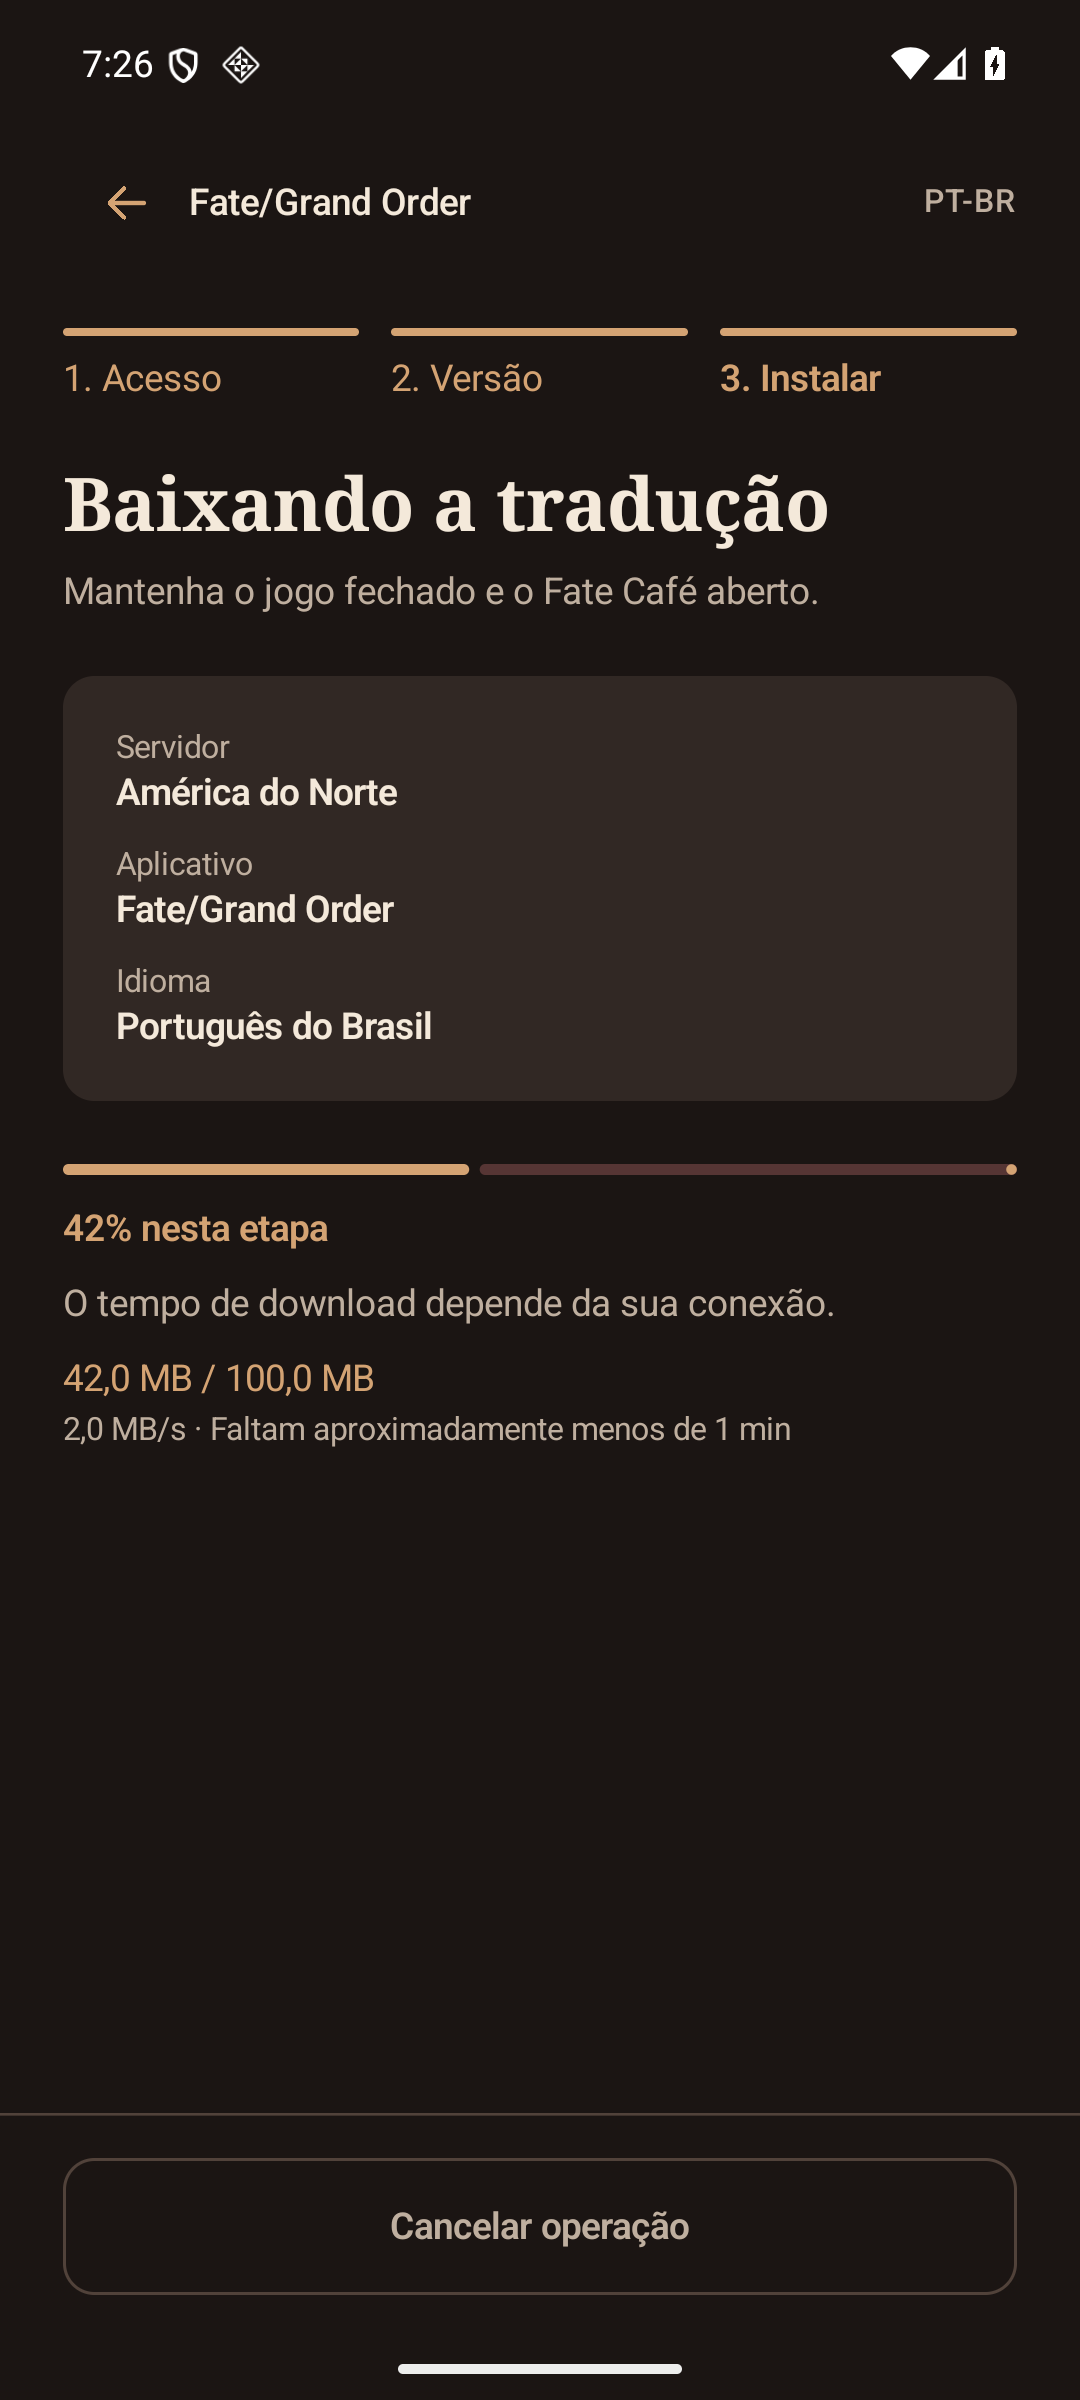 7:26
Fate/Grand Order
PT-BR
1. Acesso
2. Versão
3. Instalar
Baixando a tradução
Mantenha o jogo fechado e o Fate Café aberto.
Servidor
América do Norte
Aplicativo
Fate/Grand Order
Idioma
Português do Brasil
42% nesta etapa
O tempo de download depende da sua conexão.
42,0 MB / 100,0 MB
2,0 MB/s · Faltam aproximadamente menos de 1 min
Cancelar operação